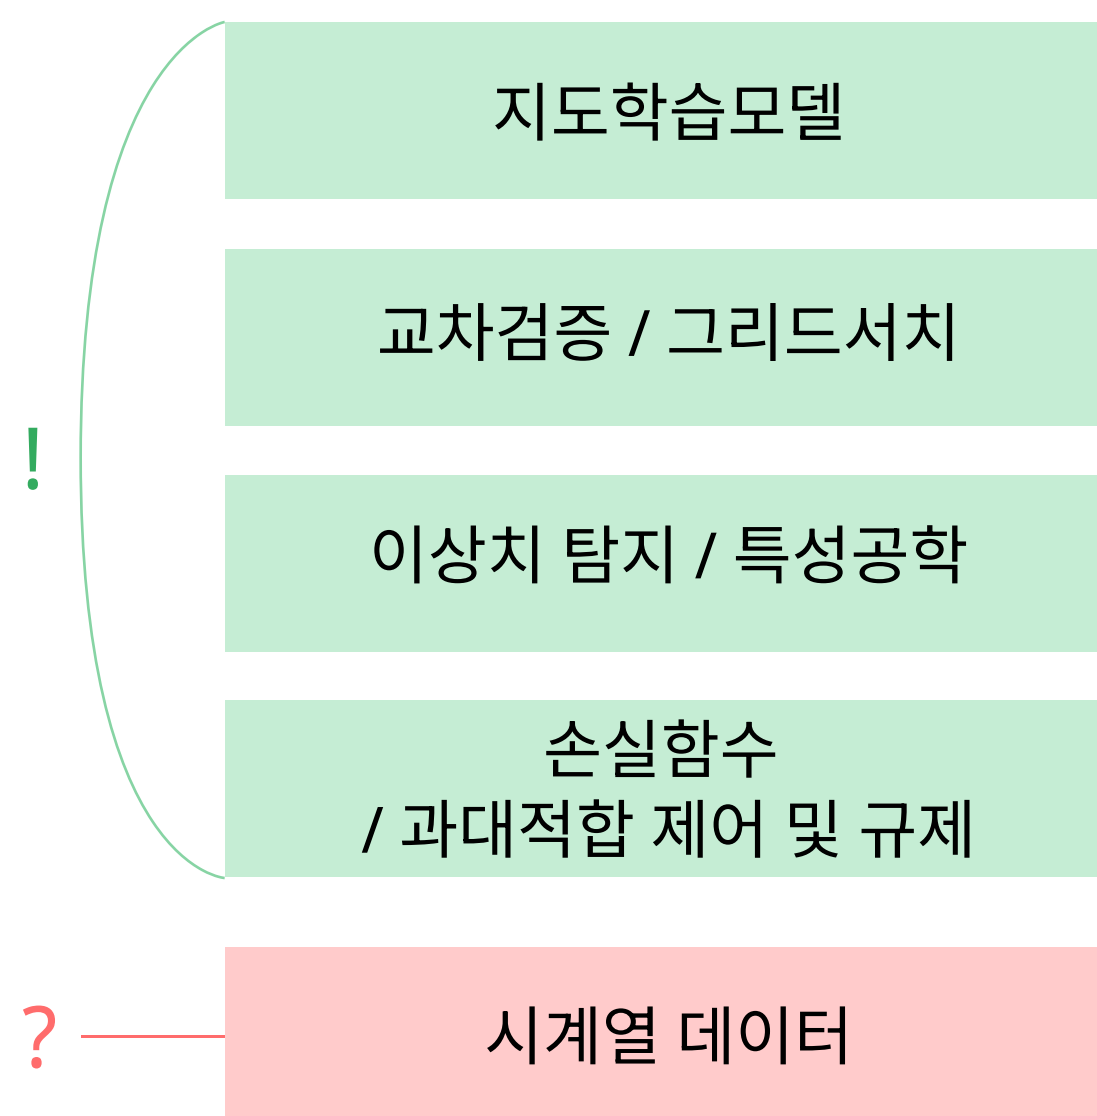 지도학습모델
교차검증 / 그리드서치
!
이상치 탐지 / 특성공학
손실함수
/ 과대적합 제어 및 규제
?
시계열 데이터